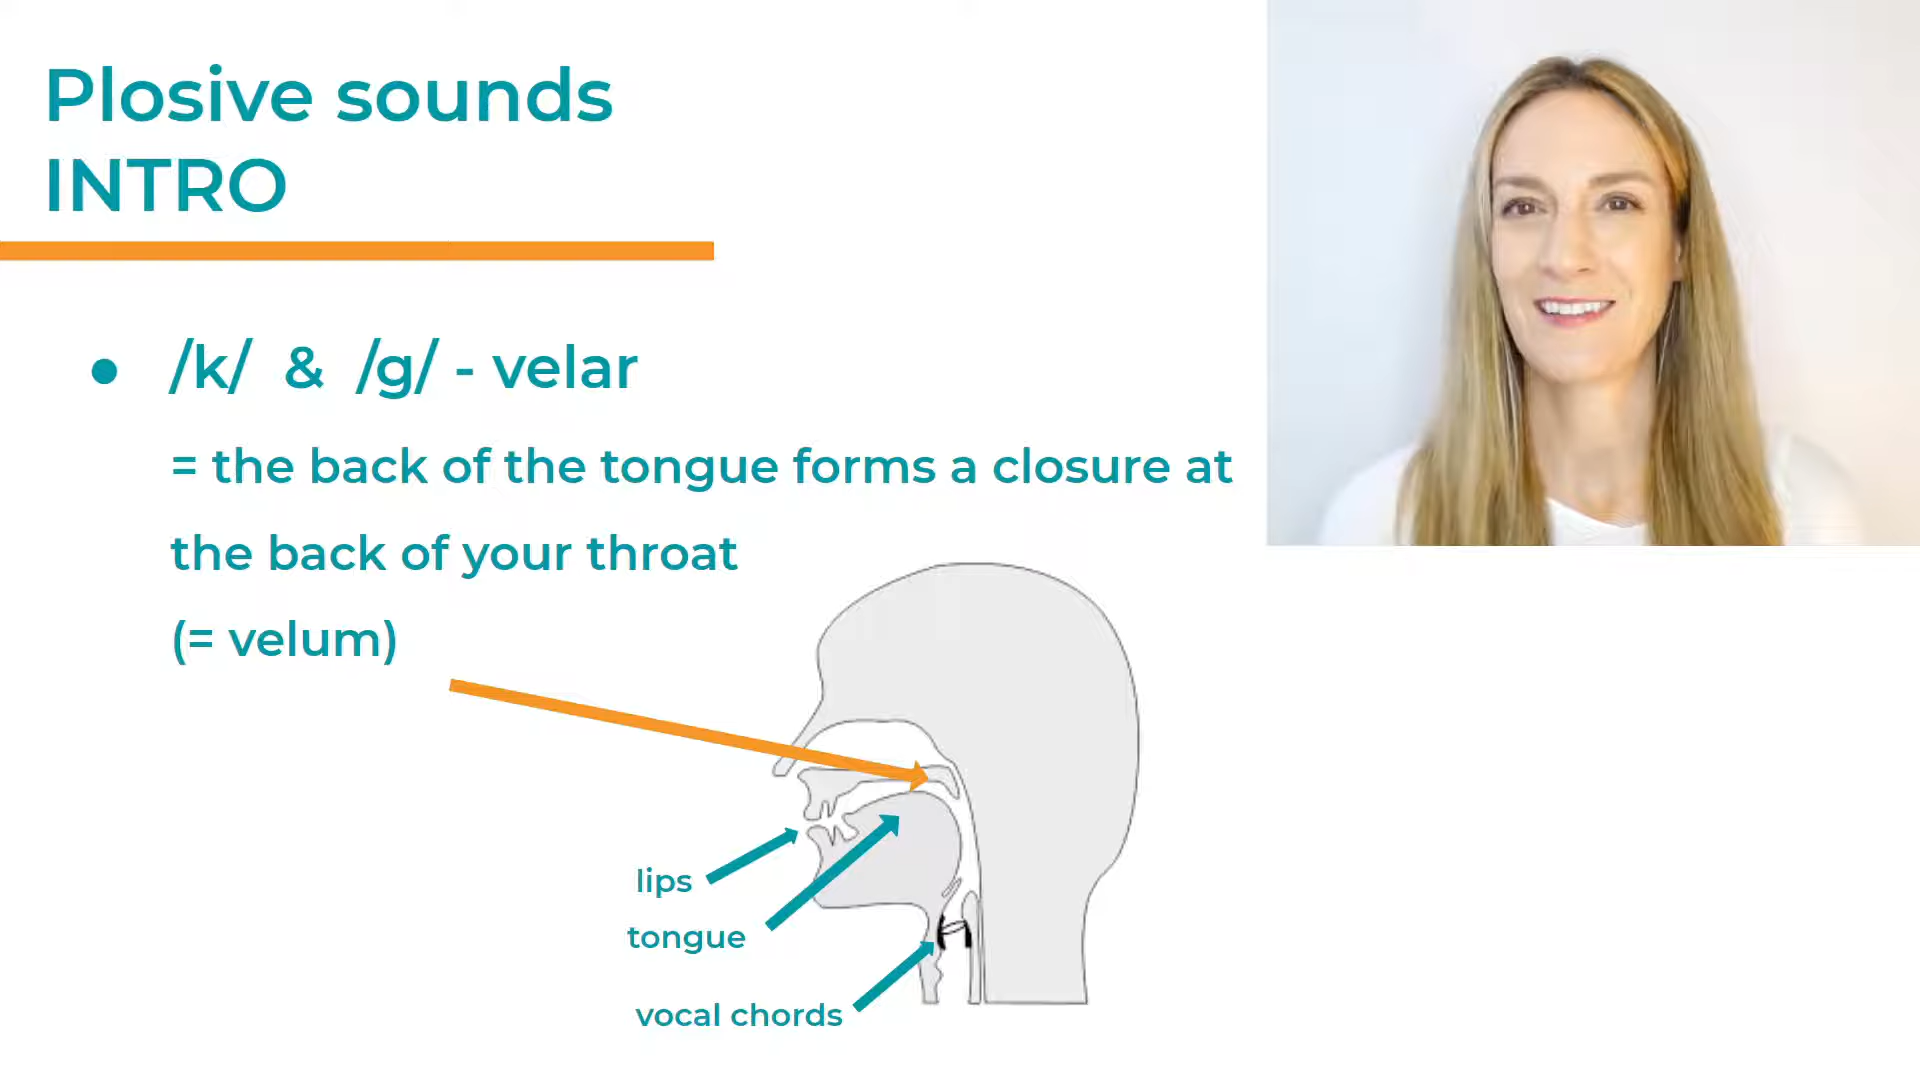 Plosive sounds
INTRO
● /k/ & /g/ - velar
= the back of the tongue forms a closure at
the back of your throat
(= velum)
lips
tongue
vocal chords